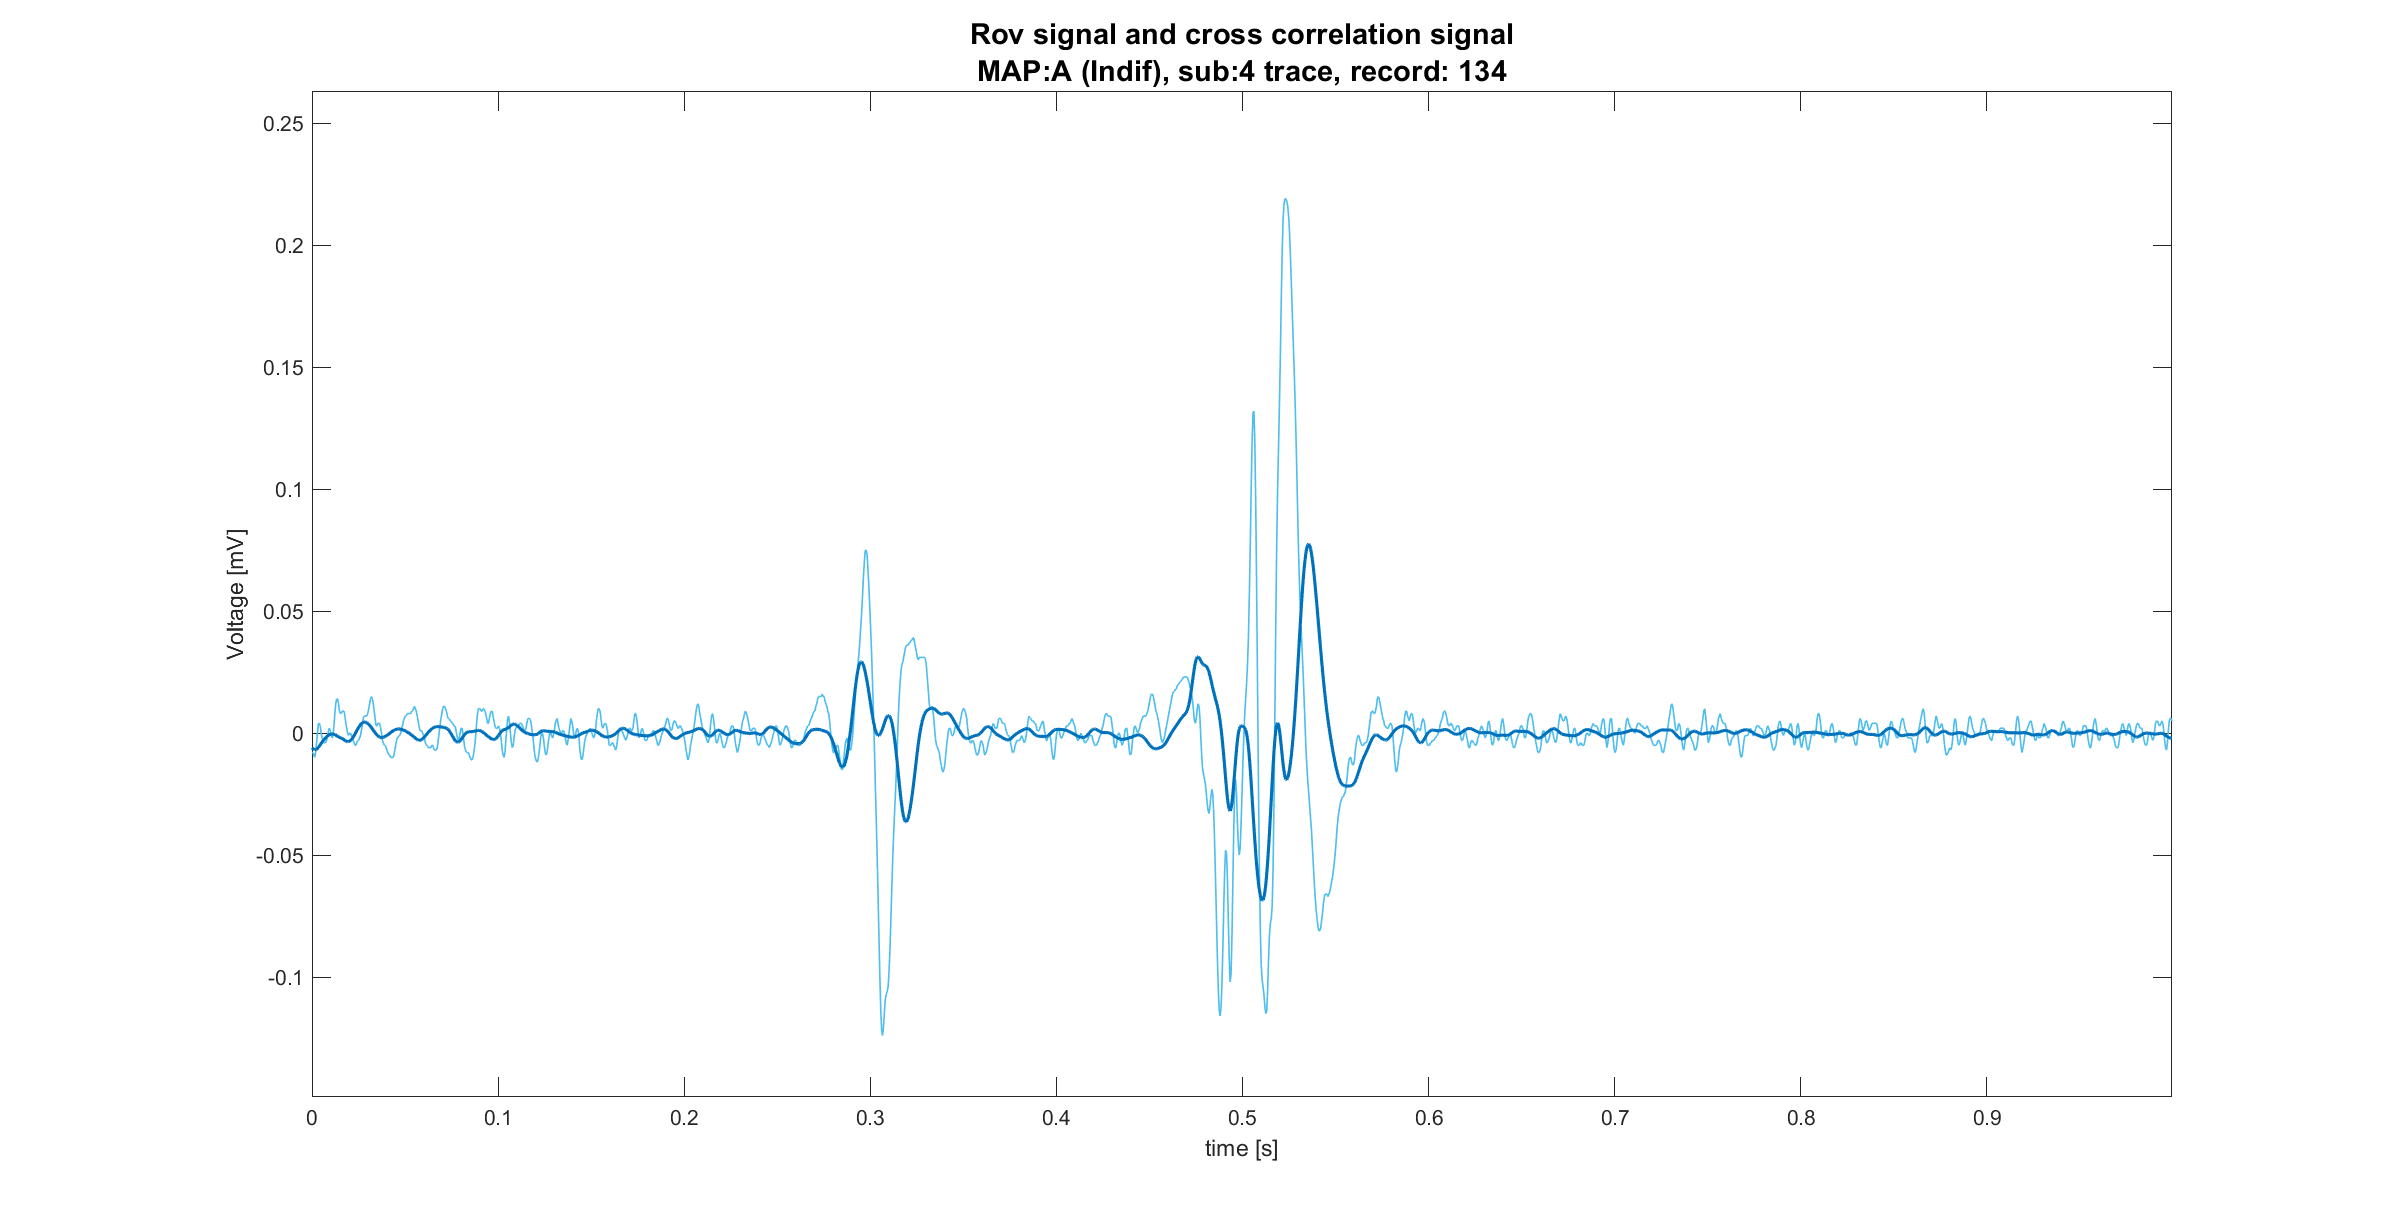 Rov signal and cross correlation signal
MAP:A (Indif), sub:4 trace, record: 134
0.25
0.2
0.15
0.1
0.05
0
-0.05
-0.1
Voltage [mV]
0 0.1 0.2 0.3 0.4 0.5 0.6 0.7 0.8 0.9
time [s]